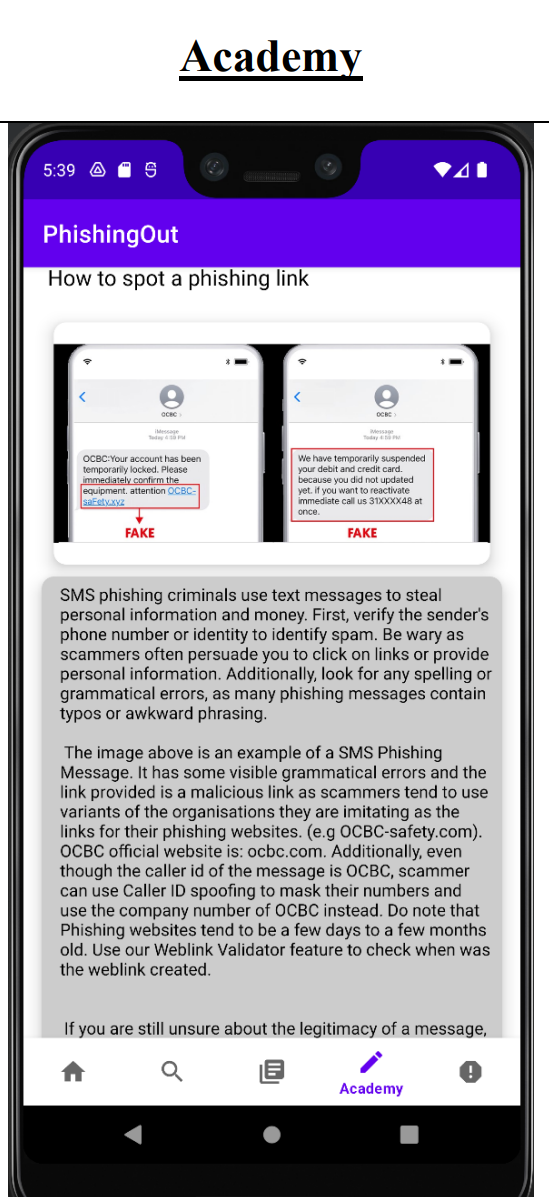 Academy
5:39
PhishingOut
How to spot a phishing link
OCBC
iMessage
Today 4:09 PM
OCBC:Your account has been
temporarily locked. Please
immediately confirm the
equipment. attention OCBC-
saFety.xyz
FAKE
OCBC
iMessage
Today 4:09 PM
We have temporarily suspended
your debit and credit card.
because you did not updated
yet. if you want to reactivate
immediate call us 31XXXX48 at
once.
FAKE
SMS phishing criminals use text messages to steal
personal information and money. First, verify the sender's
phone number or identity to identify spam. Be wary as
scammers often persuade you to click on links or provide
personal information. Additionally, look for any spelling or
grammatical errors, as many phishing messages contain
typos or awkward phrasing.
The image above is an example of a SMS Phishing
Message. It has some visible grammatical errors and the
link provided is a malicious link as scammers tend to use
variants of the organisations they are imitating as the
links for their phishing websites. (e.g OCBC-safety.com).
OCBC official website is: ocbc.com. Additionally, even
though the caller id of the message is OCBC, scammer
can use Caller ID spoofing to mask their numbers and
use the company number of OCBC instead. Do note that
Phishing websites tend to be a few days to a few months
old. Use our Weblink Validator feature to check when was
the weblink created.
If you are still unsure about the legitimacy of a message,
Academy